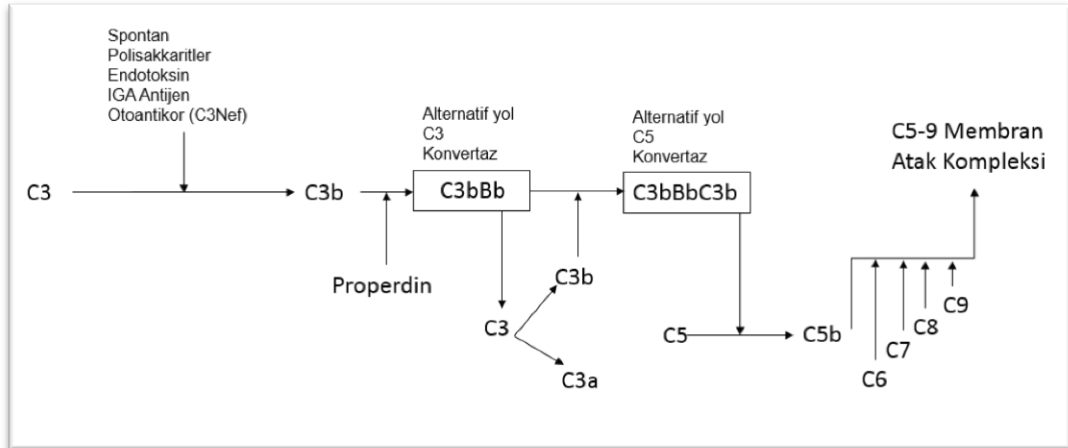 Spontan
Polisakkaritler
Endotoksin
IGA Antijen
Otoantikor (C3Nef)
Alternatif yol
C3
Konvertaz
Alternatif yol
C5
Konvertaz
C5-9 Membran
Atak Kompleksi
C3
C3b
C3bBb
C3bBbC3b
Properdin
C3b
C3
C3a
C5
C5b
C6
C7
C8
C9